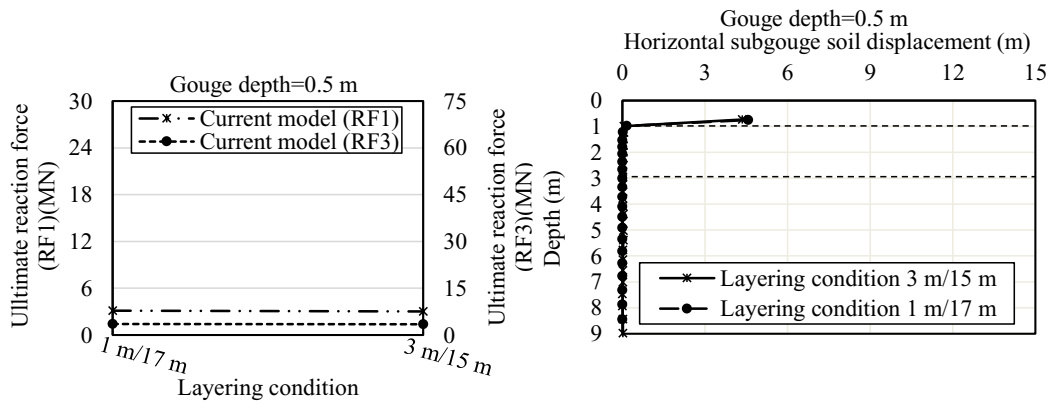 Gouge depth=0.5 m
Ulltimate reaction force
(RF1)(MN)
30
24
18
12
6
0
Current model (RF1)
Current model (RF3)
75
60
45
30
15
0
Ultimate reaction force
(RF3)(MN)
1 m/17 m
3 m/15 m
Layering condition
Gouge depth=0.5 m
Horizontal subgouge soil displacement (m)
0 3 6 9 12 15
Depth (m)
0
1
2
3
4
5
6
7
8
9
Layering condition 3 m/15 m
Layering condition 1 m/17 m